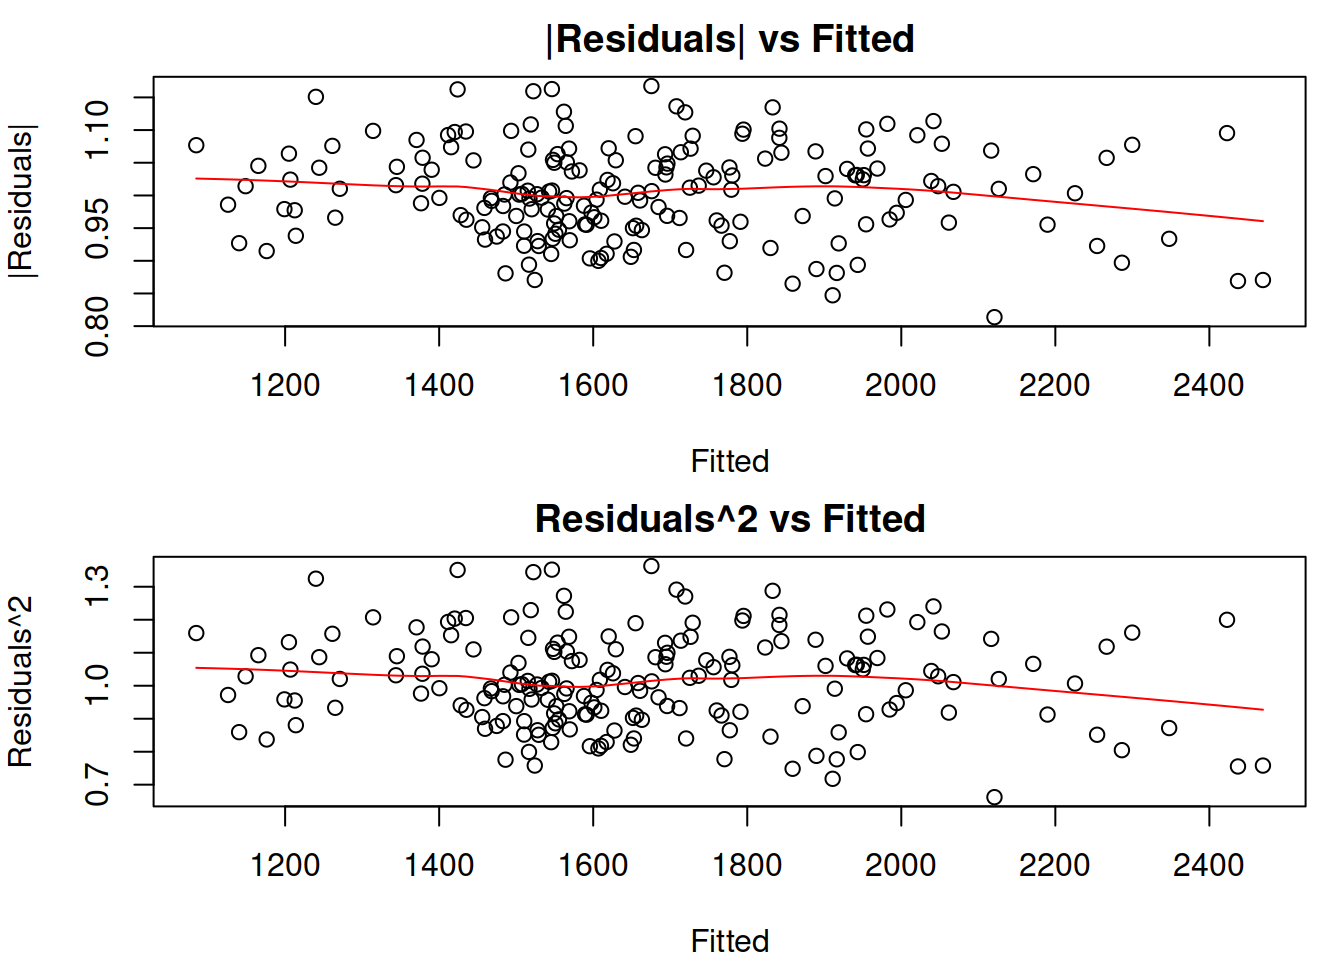 |Residuals| vs Fitted
|Residuals|
1.10
0.95
0.80
1200 1400 1600 1800 2000 2200 2400
Fitted
Residuals^2 vs Fitted
Residuals^2
1.3
1.0
0.7
1200 1400 1600 1800 2000 2200 2400
Fitted